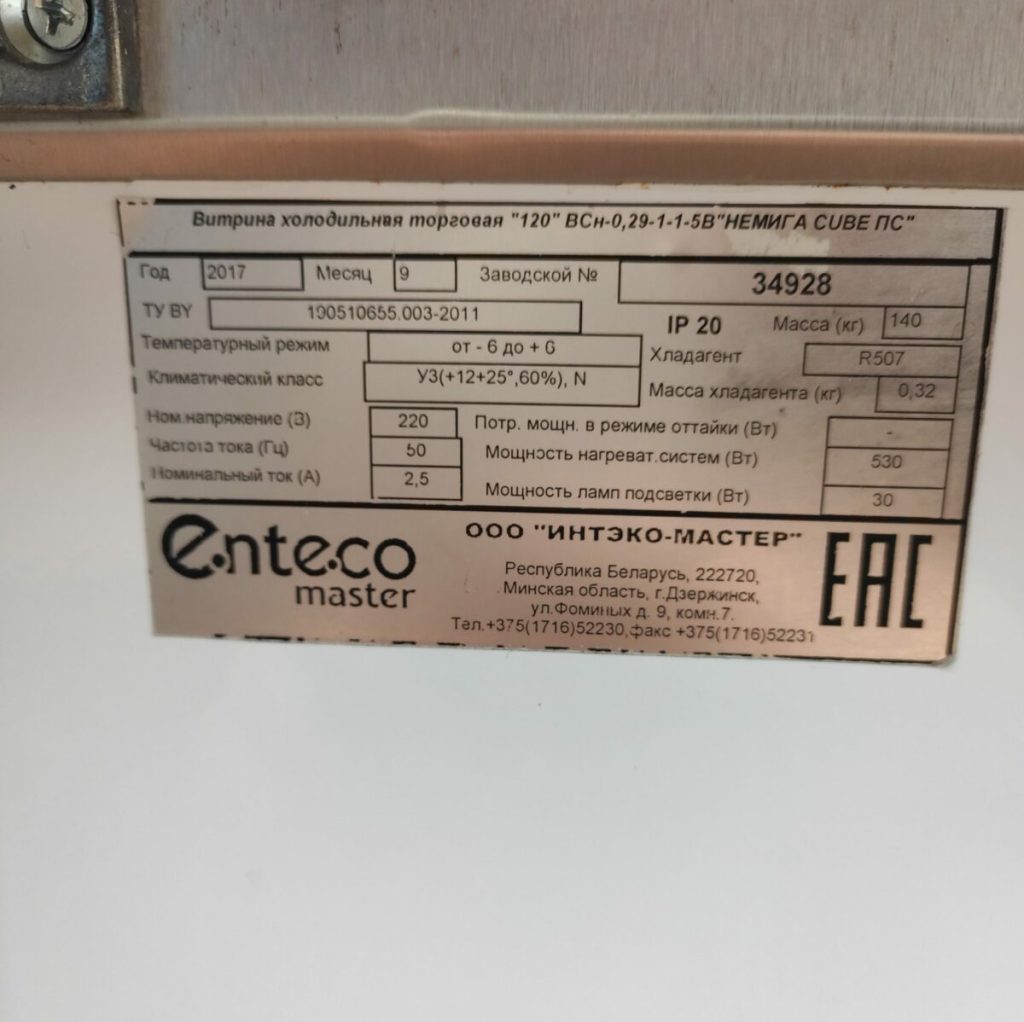 Витрина холодильная торговая "120" ВСн-0,29-1-1-5В"НЕМИГА CUBE ПС"
Год 2017 Месяц 9 Заводской № 34928
ТУ BY 190510655.003-2011 IP 20 Масса (кг) 140
Температурный режим от - 6 до + 6 Хладагент R507
Климатический класс У3(+12+25°,60%), N Масса хладагента (кг) 0,32
Ном.напряжение (В) 220 Потр. мощн. в режиме оттайки (Вт) -
Частота тока (Гц) 50 Мощность нагреват.систем (Вт) 530
Номинальный ток (А) 2,5 Мощность ламп подсветки (Вт) 30
enteco
master
ООО "ИНТЭКО-МАСТЕР"
Республика Беларусь, 222720,
Минская область, г.Дзержинск,
ул.Фоминых д. 9, комн.7.
Тел.+375(1716)52230,факс +375(1716)52231
EAC